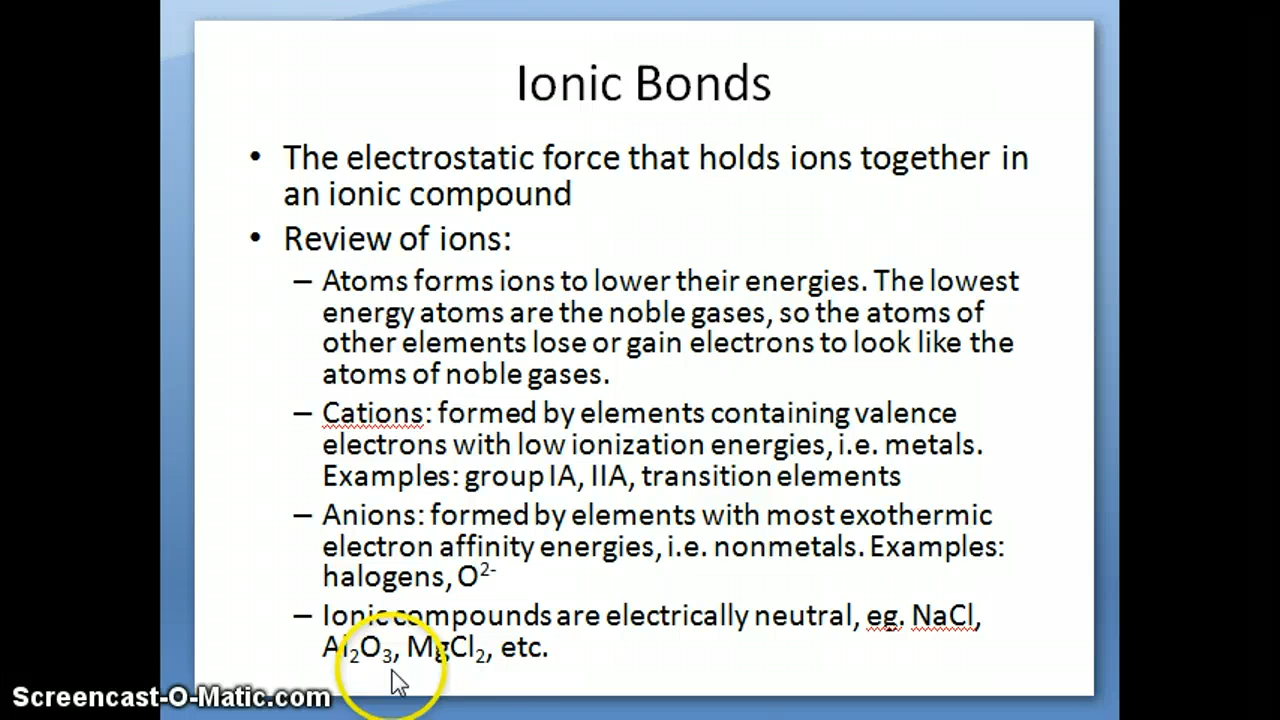 Ionic Bonds
• The electrostatic force that holds ions together in
an ionic compound
• Review of ions:
– Atoms forms ions to lower their energies. The lowest
energy atoms are the noble gases, so the atoms of
other elements lose or gain electrons to look like the
atoms of noble gases.
– Cations: formed by elements containing valence
electrons with low ionization energies, i.e. metals.
Examples: group IA, IIA, transition elements
– Anions: formed by elements with most exothermic
electron affinity energies, i.e. nonmetals. Examples:
halogens, O²⁻
– Ionic compounds are electrically neutral, eg. NaCl,
Al₂O₃, MgCl₂, etc.
Screencast-O-Matic.com